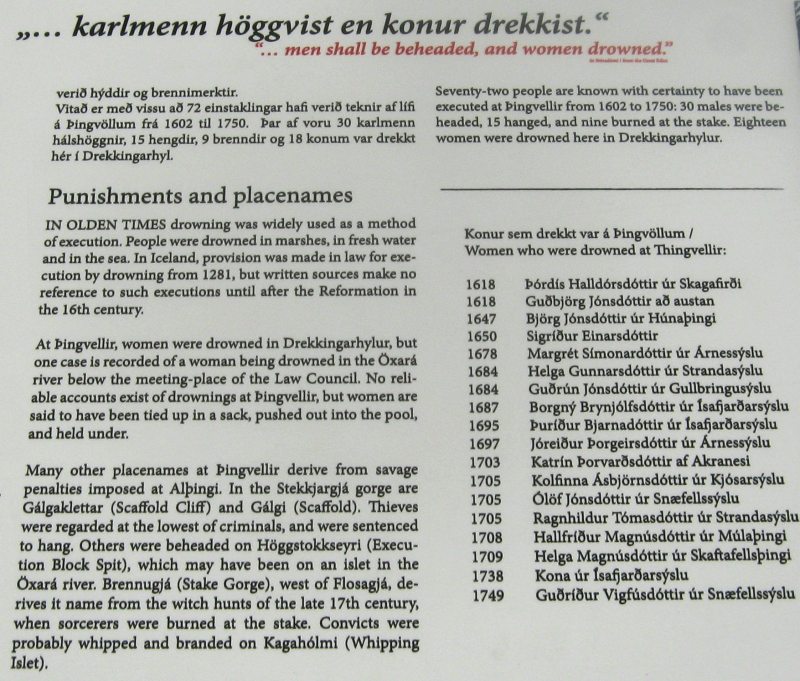 „... karlmenn höggvist en konur drekkist.“
“... men shall be beheaded, and women drowned.”
verið hýddir og brennimerktir.
Vitað er með vissu að 72 einstaklingar hafi verið teknir af lífi
á Þingvöllum frá 1602 til 1750. Þar af voru 30 karlmenn
hálshöggnir, 15 hengdir, 9 brenndir og 18 konum var drekkt
hér í Drekkingarhyl.
Punishments and placenames
IN OLDEN TIMES drowning was widely used as a method
of execution. People were drowned in marshes, in fresh water
and in the sea. In Iceland, provision was made in law for exe-
cution by drowning from 1281, but written sources make no
reference to such executions until after the Reformation in
the 16th century.
At Þingvellir, women were drowned in Drekkingarhylur, but
one case is recorded of a woman being drowned in the Öxará
river below the meeting-place of the Law Council. No reli-
able accounts exist of drownings at Þingvellir, but women are
said to have been tied up in a sack, pushed out into the pool,
and held under.
Many other placenames at Þingvellir derive from savage
penalties imposed at Alþingi. In the Stekkjargjá gorge are
Gálgaklettar (Scaffold Cliff) and Gálgi (Scaffold). Thieves
were regarded at the lowest of criminals, and were sentenced
to hang. Others were beheaded on Höggstokkseyri (Execu-
tion Block Spit), which may have been on an islet in the
Öxará river. Brennugjá (Stake Gorge), west of Flosagjá, de-
rives it name from the witch hunts of the late 17th century,
when sorcerers were burned at the stake. Convicts were
probably whipped and branded on Kagahólmi (Whipping
Islet).
Seventy-two people are known with certainty to have been
executed at Þingvellir from 1602 to 1750: 30 males were be-
headed, 15 hanged, and nine burned at the stake. Eighteen
women were drowned here in Drekkingarhylur.
Konur sem drekkt var á Þingvöllum /
Women who were drowned at Thingvellir:
1618 Þórdís Halldórsdóttir úr Skagafirði
1618 Guðbjörg Jónsdóttir að austan
1647 Björg Jónsdóttir úr Húnaþingi
1650 Sigríður Einarsdóttir
1678 Margrét Símonardóttir úr Árnessýslu
1684 Helga Gunnarsdóttir úr Strandasýslu
1684 Guðrún Jónsdóttir úr Gullbringusýslu
1687 Borgný Brynjólfsdóttir úr Ísafjarðarsýslu
1695 Þuríður Bjarnadóttir úr Ísafjarðarsýslu
1697 Jóreiður Þorgeirsdóttir úr Árnessýslu
1703 Katrín Þorvarðsdóttir af Akranesi
1705 Kolfinna Ásbjörnsdóttir úr Kjósarsýslu
1705 Ólöf Jónsdóttir úr Snæfellssýslu
1705 Ragnhildur Tómasdóttir úr Strandasýslu
1708 Hallfríður Magnúsdóttir úr Múlaþingi
1709 Helga Magnúsdóttir úr Skaftafellsþingi
1738 Kona úr Ísafjarðarsýslu
1749 Guðríður Vigfúsdóttir úr Snæfellssýslu